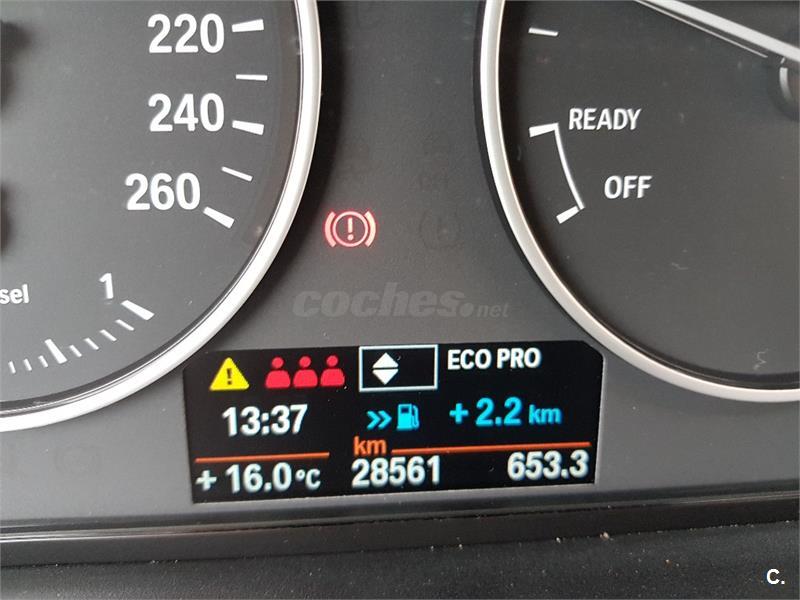 220
240
260
READY
OFF
sel
1
coches.net
ECO PRO
13:37
+ 2.2 km
km
+ 16.0°C
28561
653.3
C.